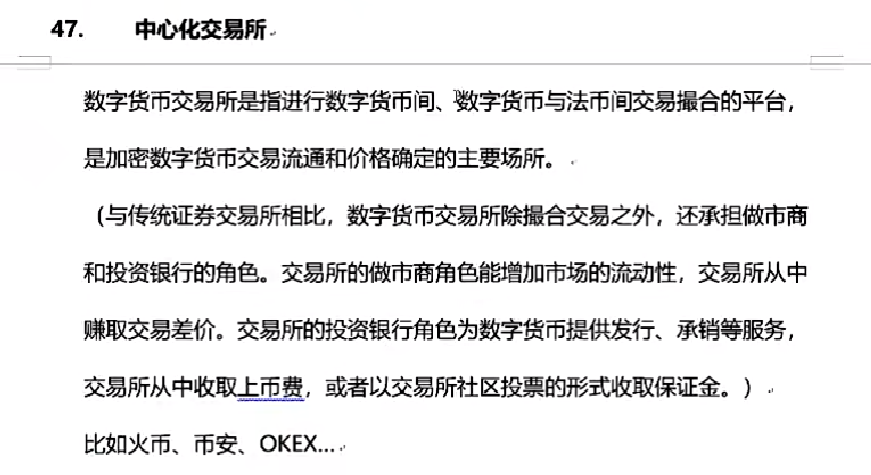 47. 中心化交易所
数字货币交易所是指进行数字货币间、数字货币与法币间交易撮合的平台，
是加密数字货币交易流通和价格确定的主要场所。
（与传统证券交易所相比，数字货币交易所除撮合交易之外，还承担做市商
和投资银行的角色。交易所的做市商角色能增加市场的流动性，交易所从中
赚取交易差价。交易所的投资银行角色为数字货币提供发行、承销等服务，
交易所从中收取上币费，或者以交易所社区投票的形式收取保证金。）
比如火币、币安、OKEX...